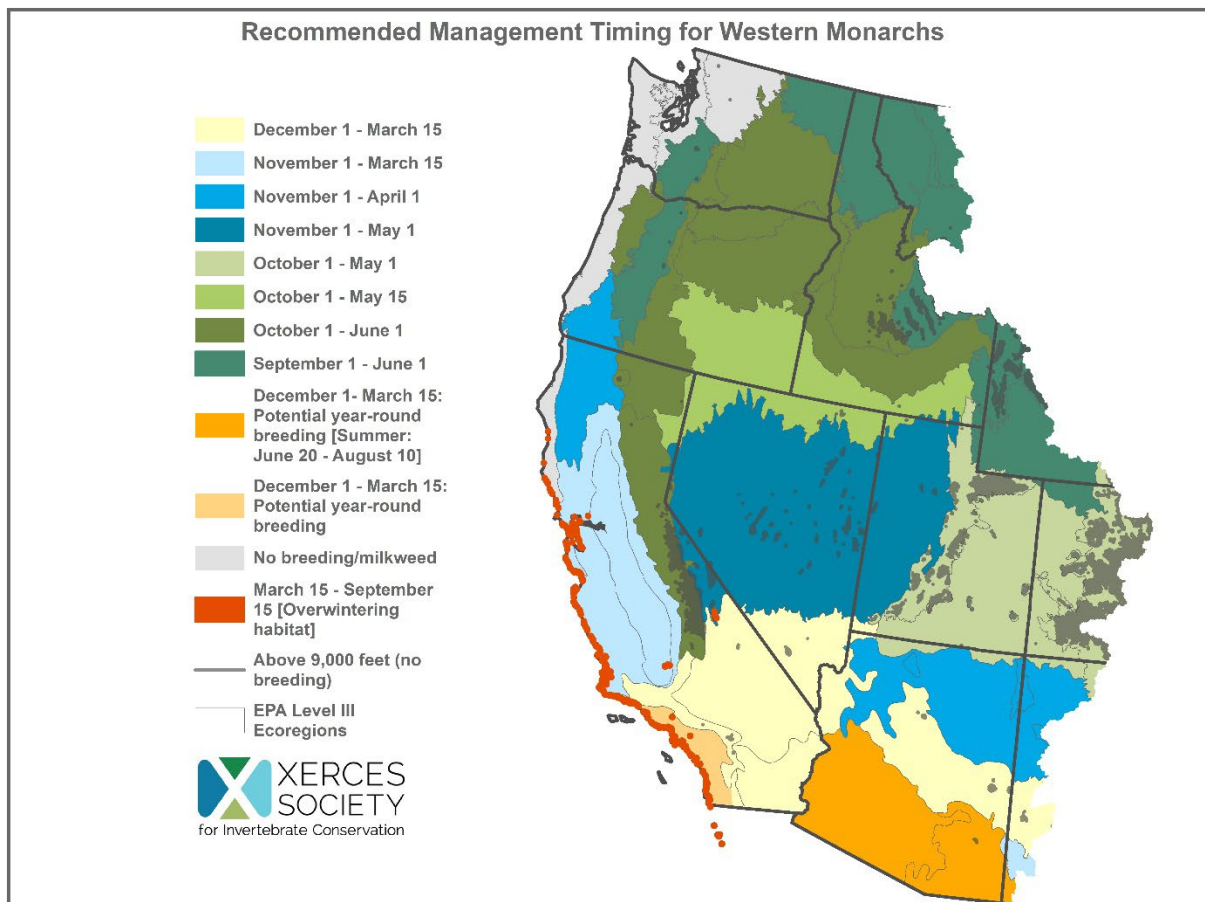 Recommended Management Timing for Western Monarchs
December 1 - March 15
November 1 - March 15
November 1 - April 1
November 1 - May 1
October 1 - May 1
October 1 - May 15
October 1 - June 1
September 1 - June 1
December 1- March 15:
Potential year-round
breeding [Summer:
June 20 - August 10]
December 1 - March 15:
Potential year-round
breeding
No breeding/milkweed
March 15 - September
15 [Overwintering
habitat]
Above 9,000 feet (no
breeding)
EPA Level III
Ecoregions
XERCES
SOCIETY
for Invertebrate Conservation